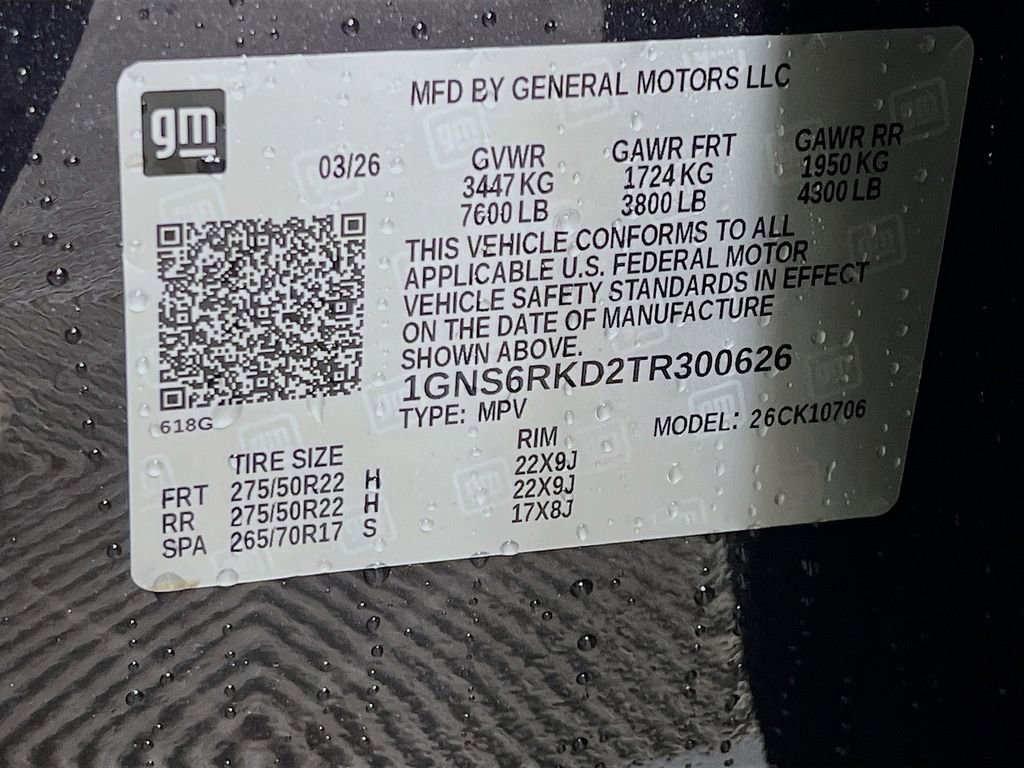 gm
MFD BY GENERAL MOTORS LLC
03/26 GVWR GAWR FRT GAWR RR
3447 KG 1724 KG 1950 KG
7600 LB 3800 LB 4300 LB
THIS VEHICLE CONFORMS TO ALL
APPLICABLE U.S. FEDERAL MOTOR
VEHICLE SAFETY STANDARDS IN EFFECT
ON THE DATE OF MANUFACTURE
SHOWN ABOVE.
1GNS6RKD2TR300626
618G
TYPE: MPV MODEL: 26CK10706
TIRE SIZE RIM
FRT 275/50R22 H 22X9J
RR 275/50R22 H 22X9J
SPA 265/70R17 S 17X8J